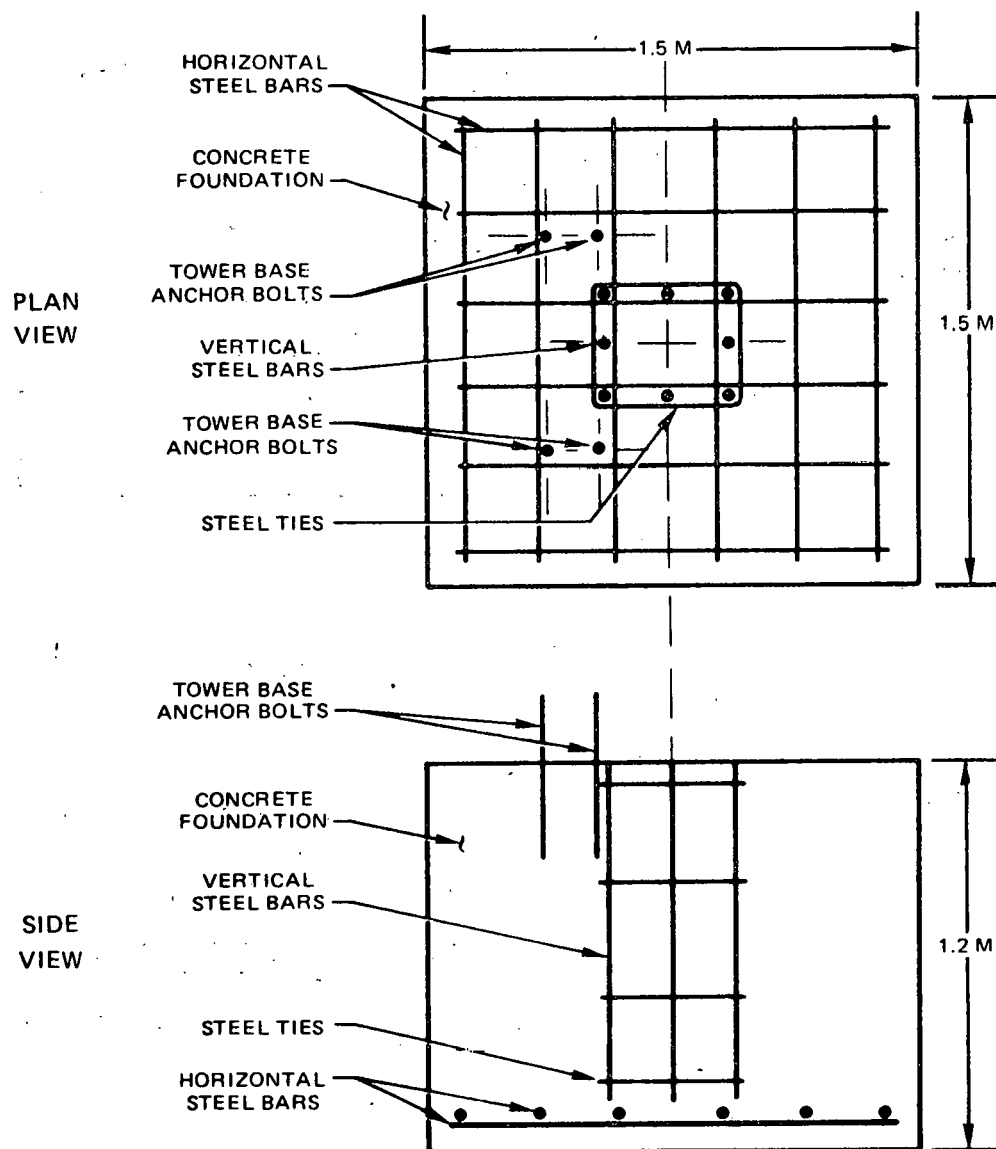 1.5 M
HORIZONTAL
STEEL BARS
CONCRETE
FOUNDATION
TOWER BASE
ANCHOR BOLTS
PLAN
VIEW
1.5 M
VERTICAL
STEEL BARS
TOWER BASE
ANCHOR BOLTS
STEEL TIES
TOWER BASE
ANCHOR BOLTS
CONCRETE
FOUNDATION
VERTICAL
STEEL BARS
SIDE
VIEW
1.2 M
STEEL TIES
HORIZONTAL
STEEL BARS